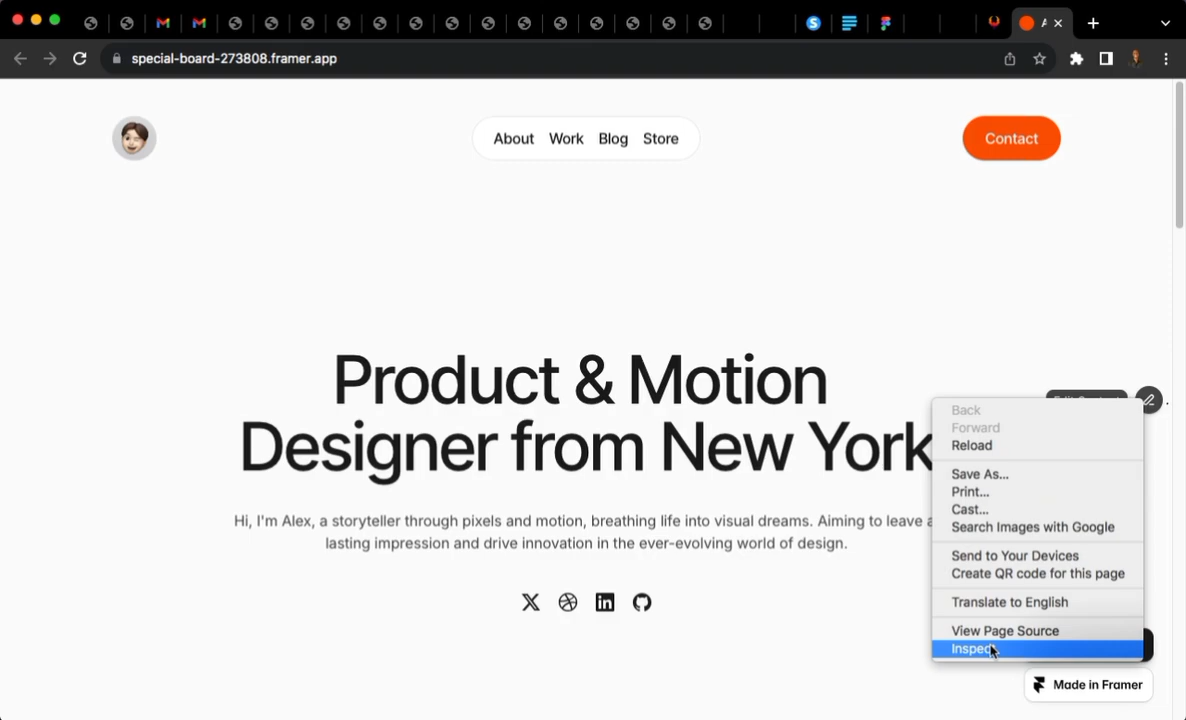 special-board-273808.framer.app
About Work Blog Store
Contact
Product & Motion
Designer from New York
Hi, I'm Alex, a storyteller through pixels and motion, breathing life into visual dreams. Aiming to leave a
lasting impression and drive innovation in the ever-evolving world of design.
Back
Forward
Reload
Save As...
Print...
Cast...
Search Images with Google
Send to Your Devices
Create QR code for this page
Translate to English
View Page Source
Inspect
Made in Framer